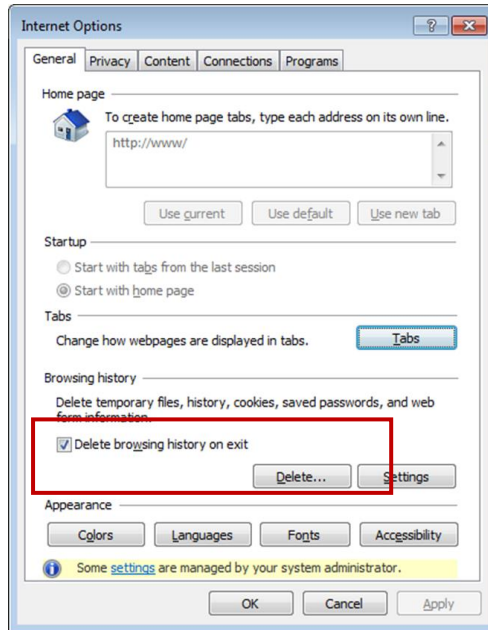 Internet Options
General Privacy Content Connections Programs
Home page
To create home page tabs, type each address on its own line.
http://www/
Use current Use default Use new tab
Startup
Start with tabs from the last session
Start with home page
Tabs
Change how webpages are displayed in tabs. Tabs
Browsing history
Delete temporary files, history, cookies, saved passwords, and web
form information.
Delete browsing history on exit
Delete... Settings
Appearance
Colors Languages Fonts Accessibility
Some settings are managed by your system administrator.
OK Cancel Apply